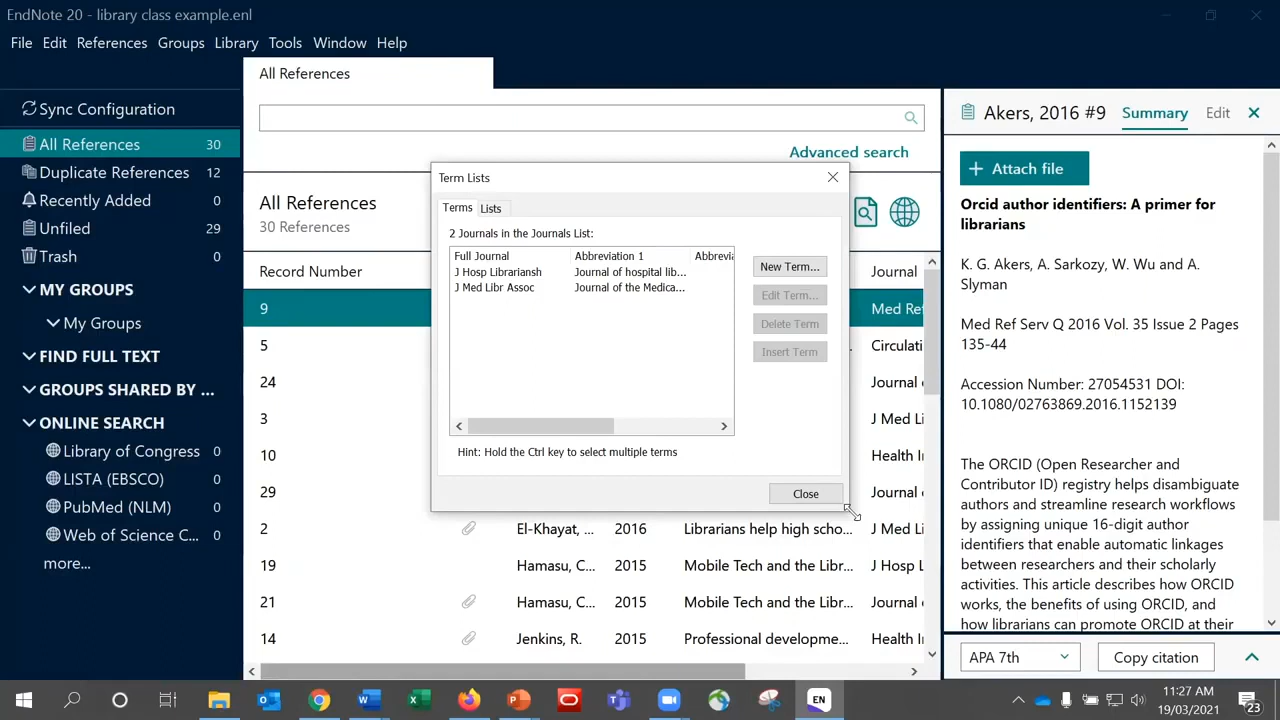 EndNote 20 - library class example.enl
File Edit References Groups Library Tools Window Help
All References
Sync Configuration
All References 30
Duplicate References 12
Recently Added 0
Unfiled 29
Trash 0
MY GROUPS
My Groups
FIND FULL TEXT
GROUPS SHARED BY ...
ONLINE SEARCH
Library of Congress 0
LISTA (EBSCO) 0
PubMed (NLM) 0
Web of Science C... 0
more...
Advanced search
All References
30 References
Record Number
Journal
9 Med Ref
5 Circulati
24 Journal
3 J Med Li
10 Health I
29 Journal
2 El-Khayat, ... 2016 Librarians help high scho... J Med Li
19 Hamasu, C... 2015 Mobile Tech and the Libr... J Hosp L
21 Hamasu, C... 2015 Mobile Tech and the Libr... Journal
14 Jenkins, R. 2015 Professional developme... Health I
Term Lists
Terms Lists
2 Journals in the Journals List:
Full Journal Abbreviation 1 Abbrevia
J Hosp Librariansh Journal of hospital lib...
J Med Libr Assoc Journal of the Medica...
New Term...
Edit Term...
Delete Term
Insert Term
Hint: Hold the Ctrl key to select multiple terms
Close
Akers, 2016 #9 Summary Edit
Attach file
Orcid author identifiers: A primer for
librarians
K. G. Akers, A. Sarkozy, W. Wu and A.
Slyman
Med Ref Serv Q 2016 Vol. 35 Issue 2 Pages
135-44
Accession Number: 27054531 DOI:
10.1080/02763869.2016.1152139
The ORCID (Open Researcher and
Contributor ID) registry helps disambiguate
authors and streamline research workflows
by assigning unique 16-digit author
identifiers that enable automatic linkages
between researchers and their scholarly
activities. This article describes how ORCID
works, the benefits of using ORCID, and
how librarians can promote ORCID at their
APA 7th
Copy citation
EN
11:27 AM
19/03/2021
23